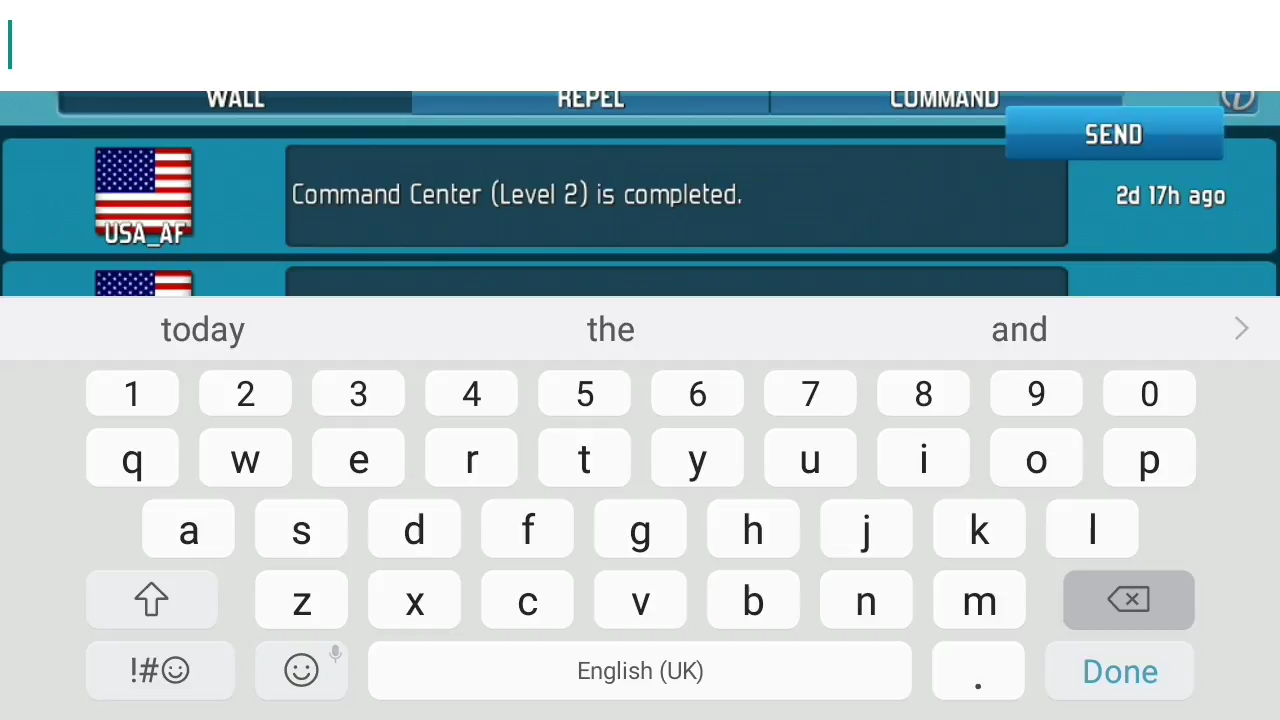 WALL REPEL COMMAND
SEND
Command Center (Level 2) is completed.
2d 17h ago
USA_AF
today the and
1 2 3 4 5 6 7 8 9 0
q w e r t y u i o p
a s d f g h j k l
z x c v b n m
!#☺ English (UK) . Done